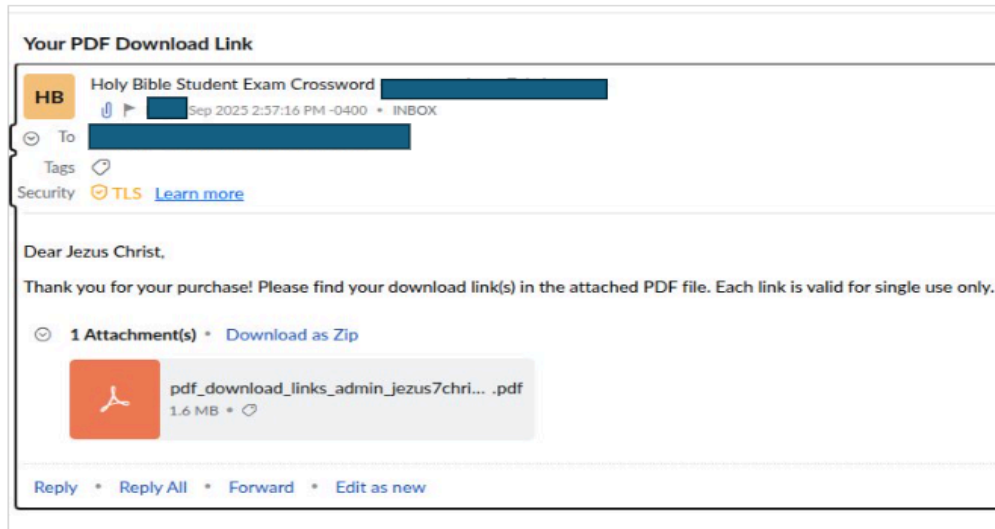 Your PDF Download Link
HB
Holy Bible Student Exam Crossword
Sep 2025 2:57:16 PM -0400 • INBOX
To
Tags
Security TLS Learn more
Dear Jezus Christ,
Thank you for your purchase! Please find your download link(s) in the attached PDF file. Each link is valid for single use only.
1 Attachment(s) • Download as Zip
pdf_download_links_admin_jezus7chri... .pdf
1.6 MB •
Reply • Reply All • Forward • Edit as new